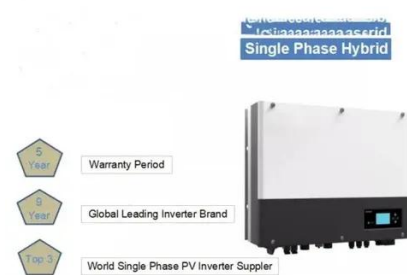 Single Phase Hybrid
5
Year
Warranty Period
9
Year
Global Leading Inverter Brand
Top 3
World Single Phase PV Inverter Suppler